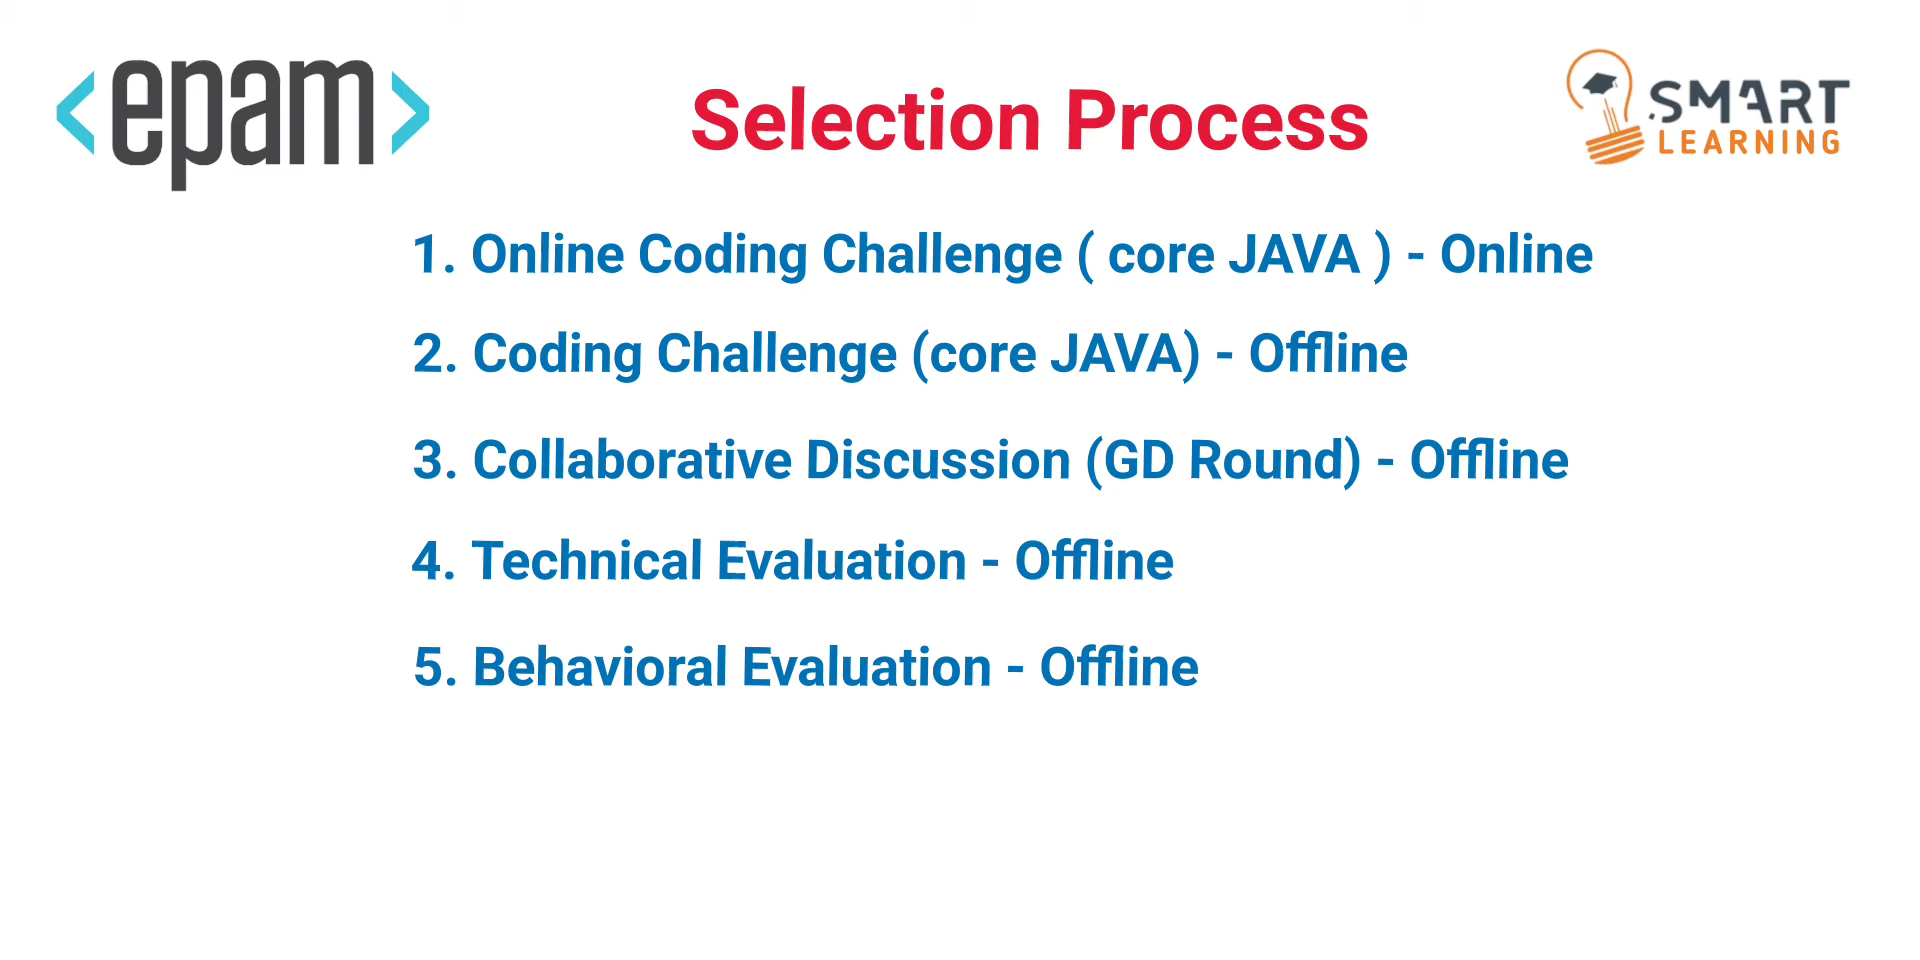 <epam>
Selection Process
SMART
LEARNING
1. Online Coding Challenge ( core JAVA ) - Online
2. Coding Challenge (core JAVA) - Offline
3. Collaborative Discussion (GD Round) - Offline
4. Technical Evaluation - Offline
5. Behavioral Evaluation - Offline